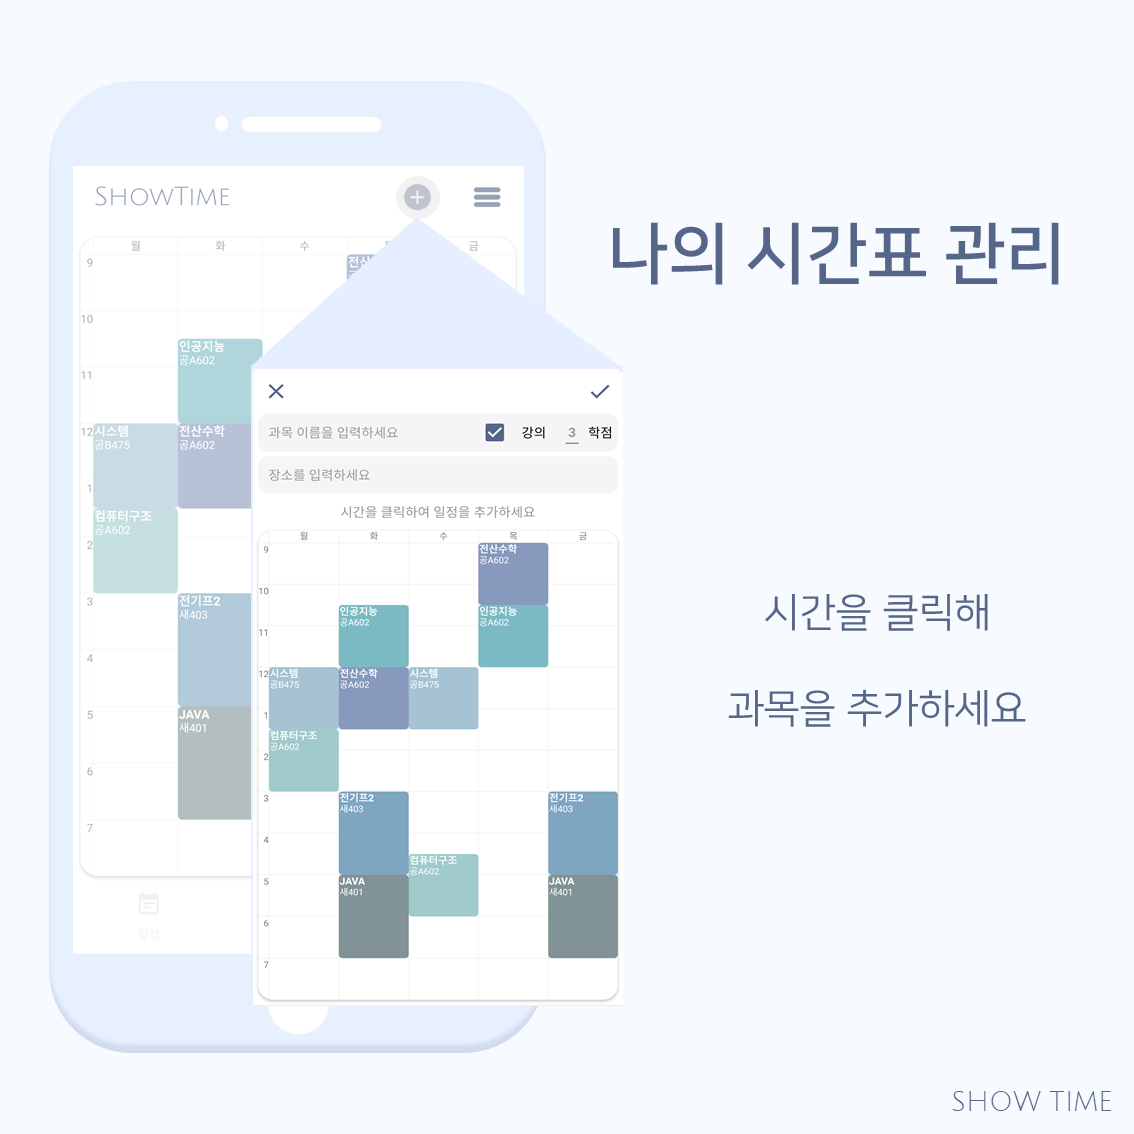 SHOWTIME
나의 시간표 관리
월 화 수 금
9
전산
10
인공지능
공A602
11
12
시스템
공B475
전산수학
공A602
1
컴퓨터구조
공A602
2
3
전기프2
새403
4
5
JAVA
새401
6
7
일정
과목 이름을 입력하세요 강의 3 학점
장소를 입력하세요
시간을 클릭하여 일정을 추가하세요
월 화 수 목 금
9
전산수학
공A602
10
인공지능
공A602
인공지능
공A602
11
12
시스템
공B475
전산수학
공A602
시스템
공B475
1
컴퓨터구조
공A602
2
3
전기프2
새403
전기프2
새403
4
컴퓨터구조
공A602
5
JAVA
새401
JAVA
새401
6
7
시간을 클릭해
과목을 추가하세요
SHOW TIME